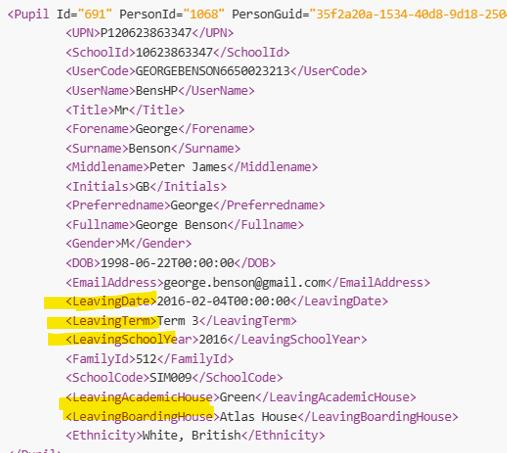 <Pupil Id="691" PersonId="1068" PersonGuid="35f2a20a-1534-40d8-9d18-250
<UPN>P120623863347</UPN>
<SchoolId>10623863347</SchoolId>
<UserCode>GEORGEBENSON6650023213</UserCode>
<UserName>BensHP</UserName>
<Title>Mr</Title>
<Forename>George</Forename>
<Surname>Benson</Surname>
<Middlename>Peter James</Middlename>
<Initials>GB</Initials>
<Preferredname>George</Preferredname>
<Fullname>George Benson</Fullname>
<Gender>M</Gender>
<DOB>1998-06-22T00:00:00</DOB>
<EmailAddress>george.benson@gmail.com</EmailAddress>
<LeavingDate>2016-02-04T00:00:00</LeavingDate>
<LeavingTerm>Term 3</LeavingTerm>
<LeavingSchoolYear>2016</LeavingSchoolYear>
<FamilyId>512</FamilyId>
<SchoolCode>SIM009</SchoolCode>
<LeavingAcademicHouse>Green</LeavingAcademicHouse>
<LeavingBoardingHouse>Atlas House</LeavingBoardingHouse>
<Ethnicity>White, British</Ethnicity>
</Pupil>